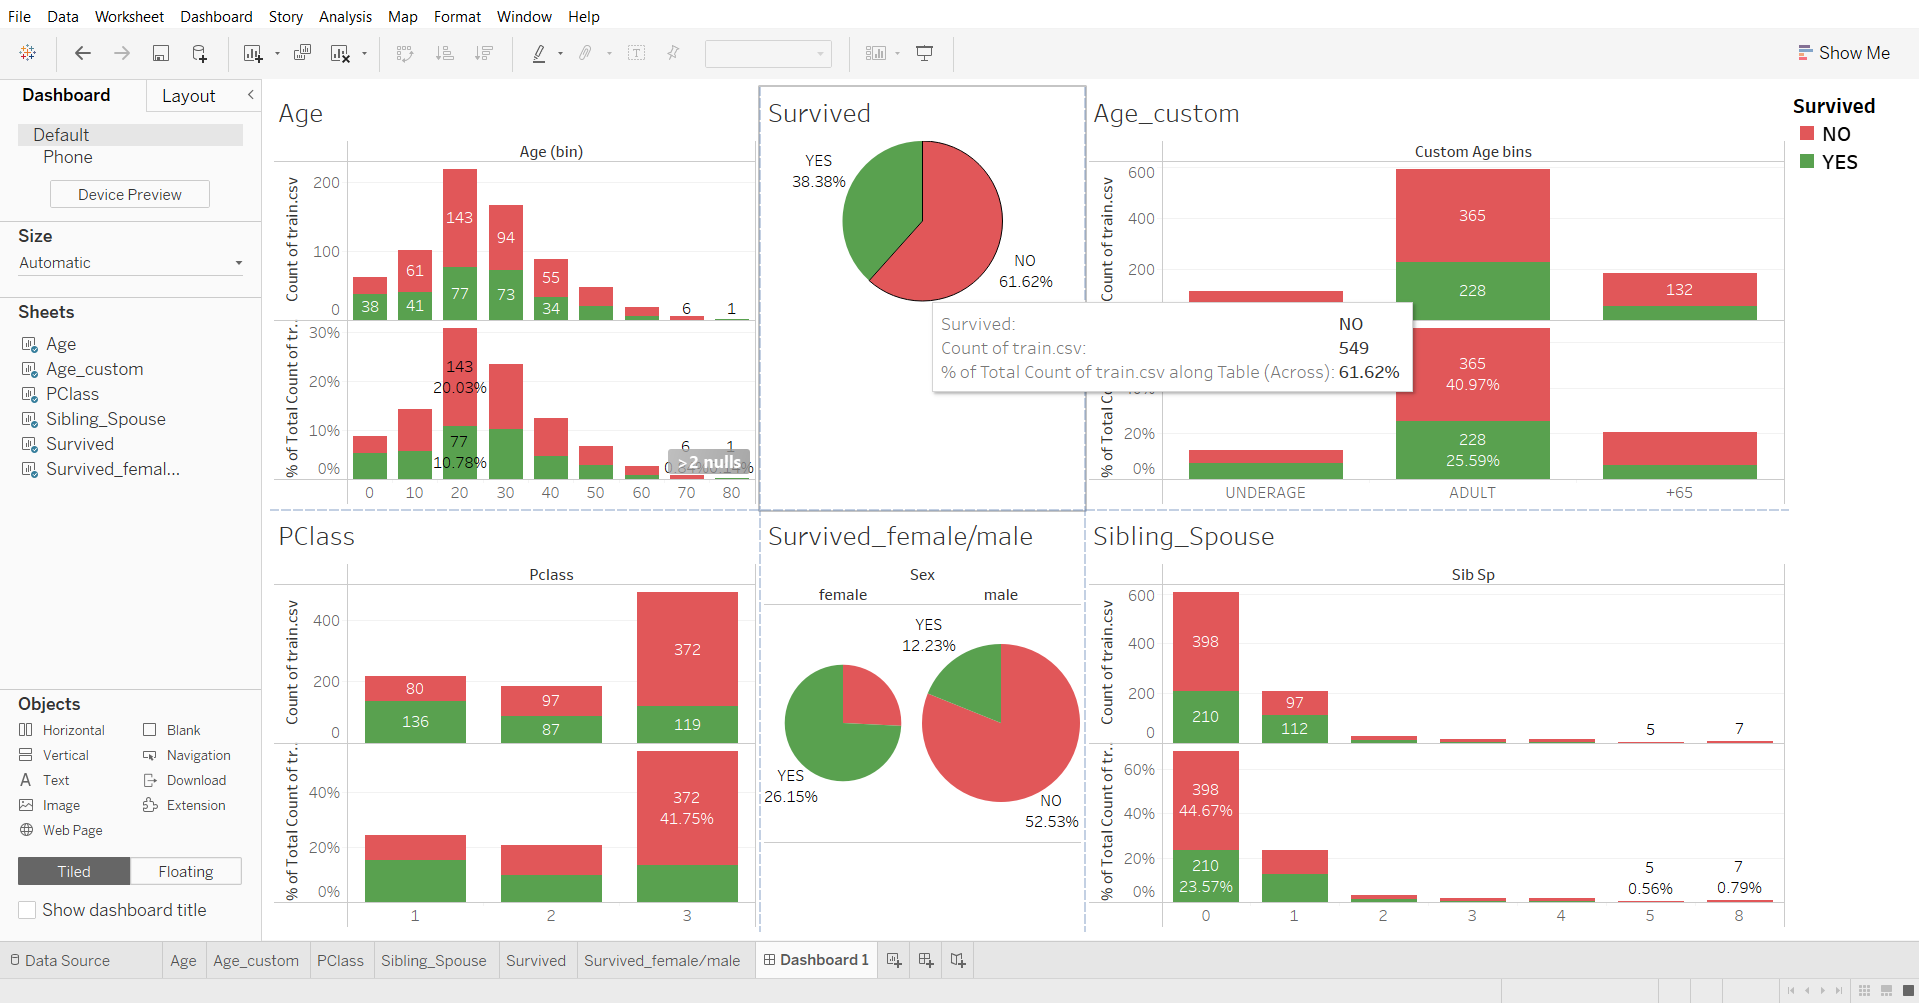 File Data Worksheet Dashboard Story Analysis Map Format Window Help
Show Me
Dashboard Layout
Default
Phone
Device Preview
Size
Automatic
Sheets
Age
Age_custom
PClass
Sibling_Spouse
Survived
Survived_femal...
Objects
Horizontal Blank
Vertical Navigation
A Text Download
Image Extension
Web Page
Tiled Floating
Show dashboard title
Age
Age (bin)
Count of train.csv
200
100
0
38
61
41
143
77
94
73
55
34
6
1
% of Total Count of tr..
30%
20%
10%
0%
143
20.03%
77
10.78%
6
1
>2 nulls
0 10 20 30 40 50 60 70 80
Survived
YES
38.38%
NO
61.62%
Survived: NO
Count of train.csv: 549
% of Total Count of train.csv along Table (Across): 61.62%
Age_custom
Custom Age bins
Count of train.csv
600
400
200
365
228
132
% of Total Count of tr..
20%
0%
365
40.97%
228
25.59%
UNDERAGE ADULT +65
Survived
NO
YES
PClass
Pclass
Count of train.csv
400
200
0
80
136
97
87
372
119
% of Total Count of tr..
40%
20%
0%
372
41.75%
1 2 3
Survived_female/male
Sex
female male
YES
12.23%
YES
26.15%
NO
52.53%
Sibling_Spouse
Sib Sp
Count of train.csv
600
400
200
0
398
210
97
112
5
7
% of Total Count of tr..
60%
40%
20%
0%
398
44.67%
210
23.57%
5
0.56%
7
0.79%
0 1 2 3 4 5 8
Data Source Age Age_custom PClass Sibling_Spouse Survived Survived_female/male Dashboard 1